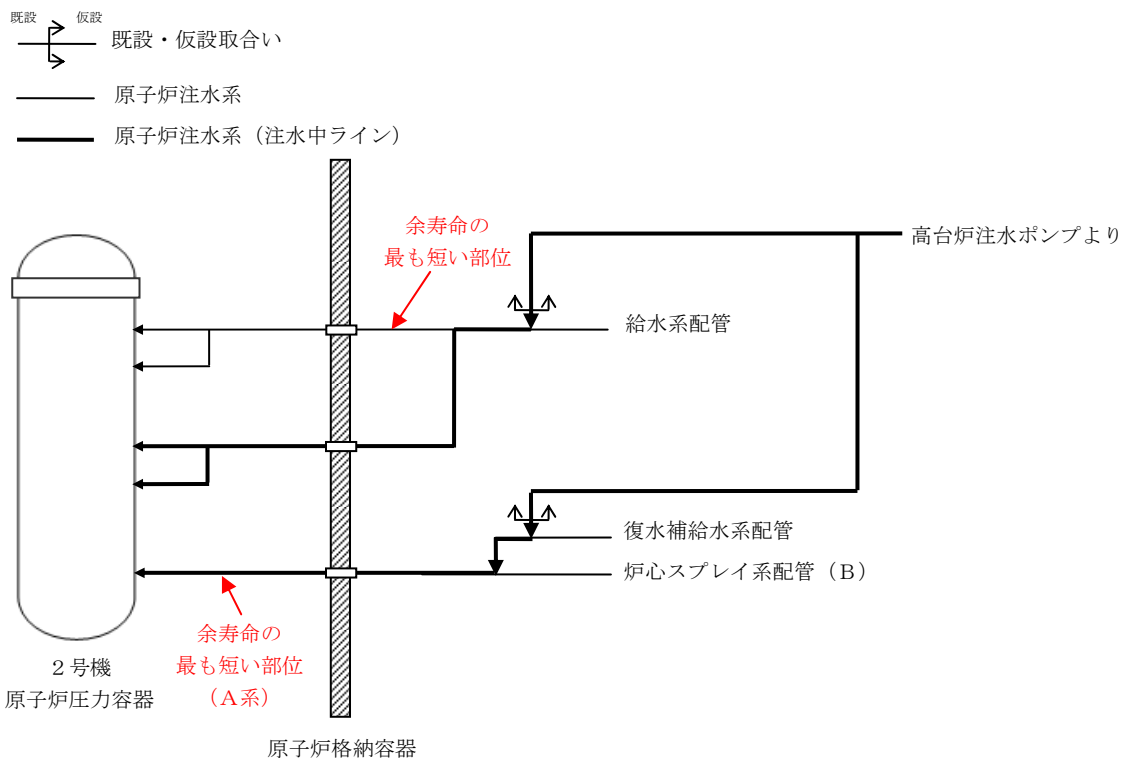 既設 仮設
既設・仮設取合い
原子炉注水系
原子炉注水系（注水中ライン）
余寿命の
最も短い部位
高台炉注水ポンプより
給水系配管
復水補給水系配管
炉心スプレイ系配管（Ｂ）
余寿命の
最も短い部位
（Ａ系）
２号機
原子炉圧力容器
原子炉格納容器